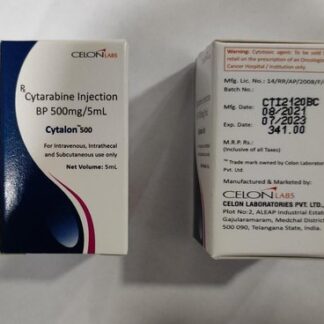 CELON LABS
Rx Cytarabine Injection
BP 500mg/5mL
Cytalon™500
For Intravenous, Intrathecal
and Subcutaneous use only
Net Volume: 5mL
Warning: Cytotoxic agent: To be sold by
retail on the prescription of an Oncologist
Cancer Hospital / Institution only
Mfg. Lic. No.: 14/RR/AP/2008/F/
Batch No.:
CTI2120BC
Mfg. Date: 08/2021
Exp. Date: 07/2023
341.00
M.R.P Rs.:
(Inclusive of all Taxes)
™ Trade mark owned by Celon Laboratories
Pvt. Ltd.
Manufactured & Marketed by:
CELON LABS
CELON LABORATORIES PVT. LTD.,
Plot No:2, ALEAP Industrial Estate
Gajularamaram, Medchal District
500 090, Telangana State, India.